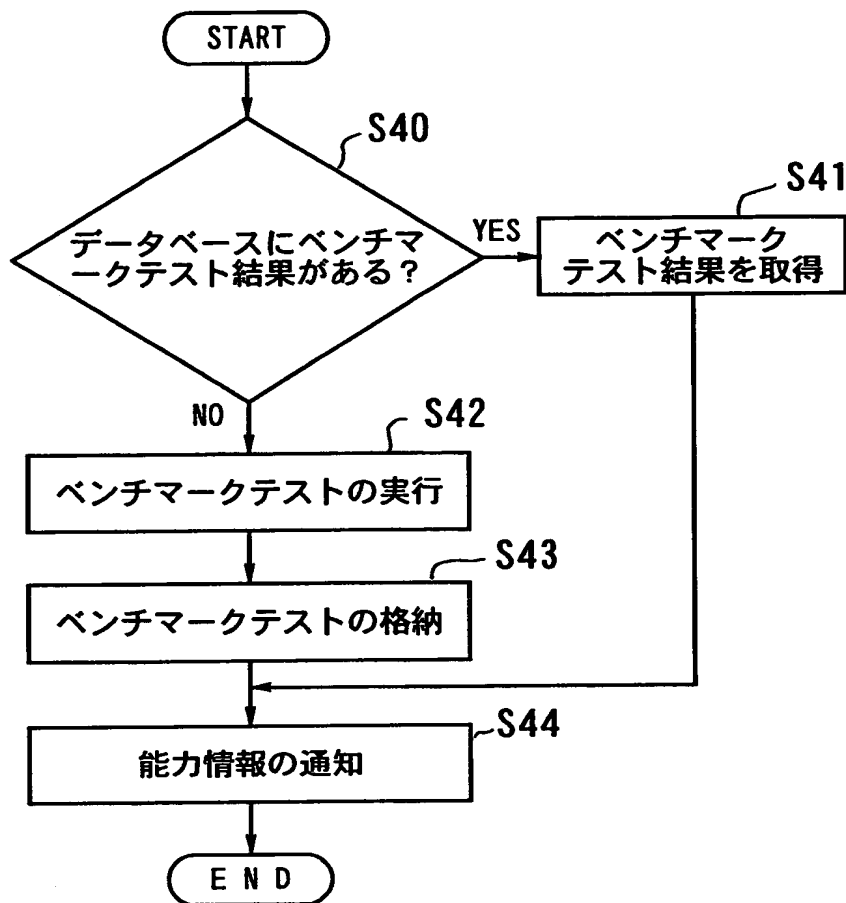 START
S40
データベースにベンチマ
ークテスト結果がある？
YES
S41
ベンチマーク
テスト結果を取得
NO
S42
ベンチマークテストの実行
S43
ベンチマークテストの格納
S44
能力情報の通知
END